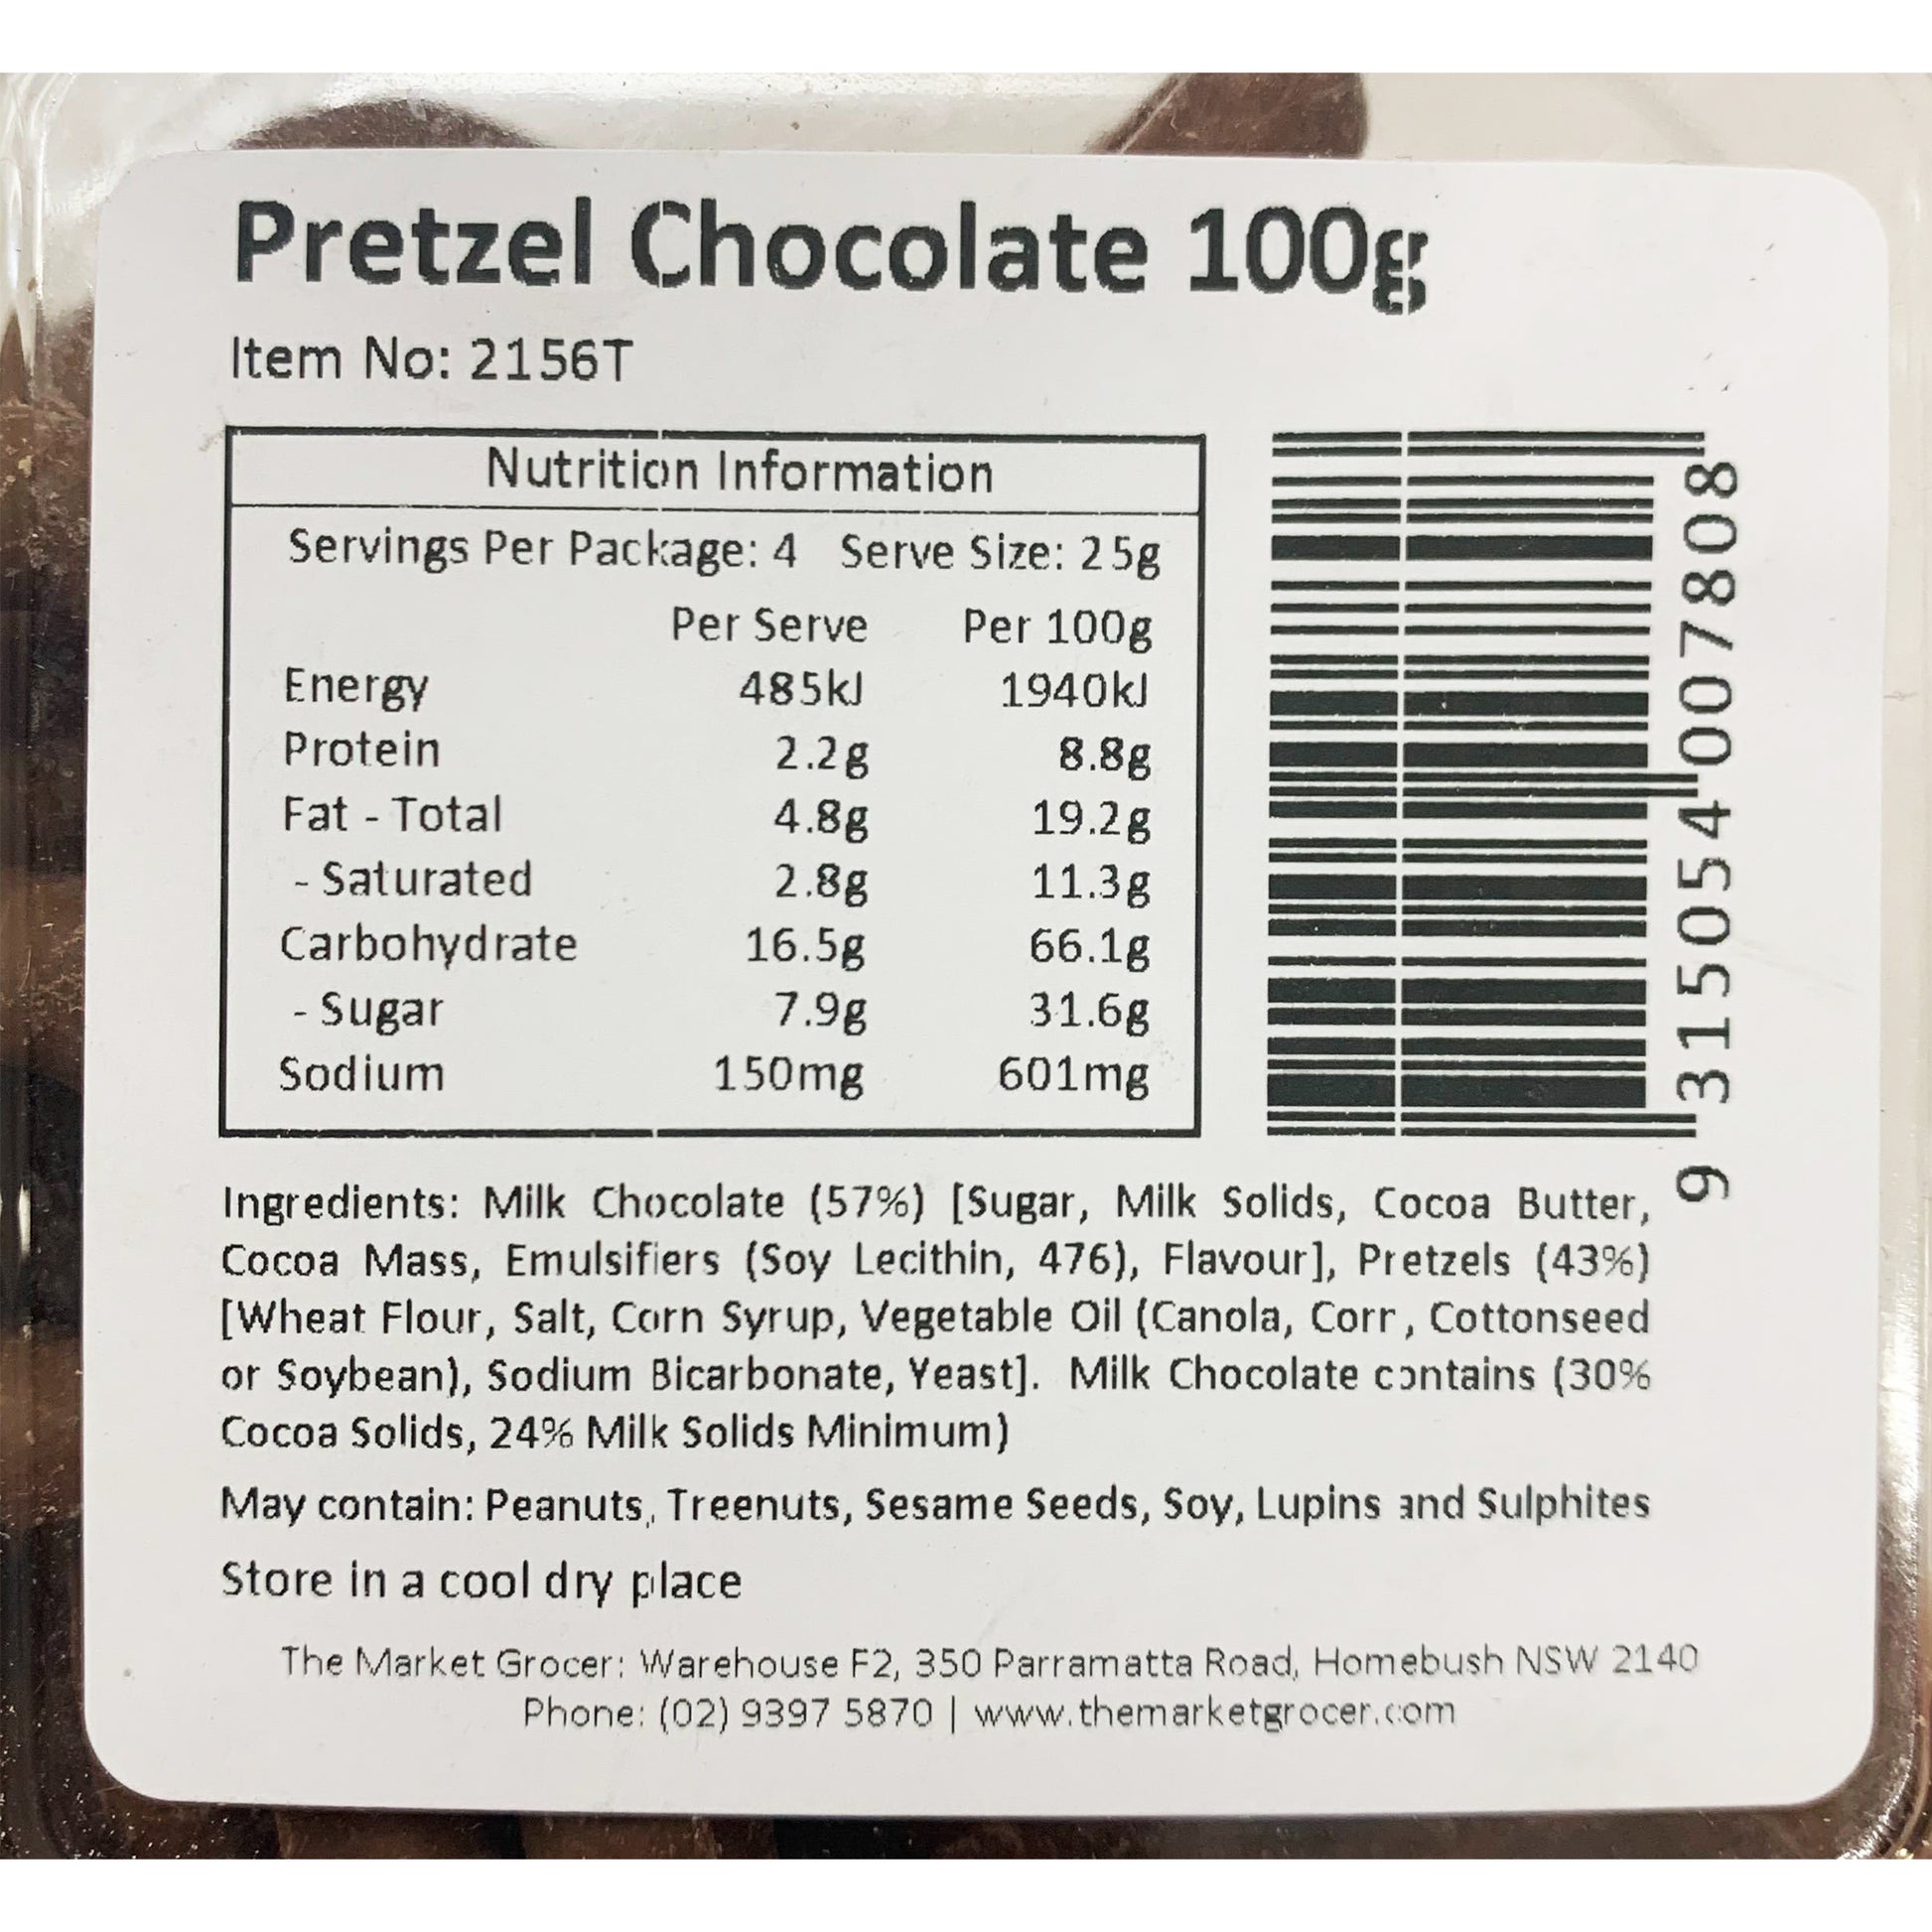 Pretzel Chocolate 100g
Item No: 2156T
Nutrition Information
Servings Per Package: 4 Serve Size: 25g
Per Serve Per 100g
Energy 485kJ 1940kJ
Protein 2.2g 8.8g
Fat - Total 4.8g 19.2g
- Saturated 2.8g 11.3g
Carbohydrate 16.5g 66.1g
- Sugar 7.9g 31.6g
Sodium 150mg 601mg
9 315054 007808
Ingredients: Milk Chocolate (57%) [Sugar, Milk Solids, Cocoa Butter,
Cocoa Mass, Emulsifiers (Soy Lecithin, 476), Flavour], Pretzels (43%)
[Wheat Flour, Salt, Corn Syrup, Vegetable Oil (Canola, Corn, Cottonseed
or Soybean), Sodium Bicarbonate, Yeast]. Milk Chocolate contains (30%
Cocoa Solids, 24% Milk Solids Minimum)
May contain: Peanuts, Treenuts, Sesame Seeds, Soy, Lupins and Sulphites
Store in a cool dry place
The Market Grocer: Warehouse F2, 350 Parramatta Road, Homebush NSW 2140
Phone: (02) 9397 5870 | www.themarketgrocer.com